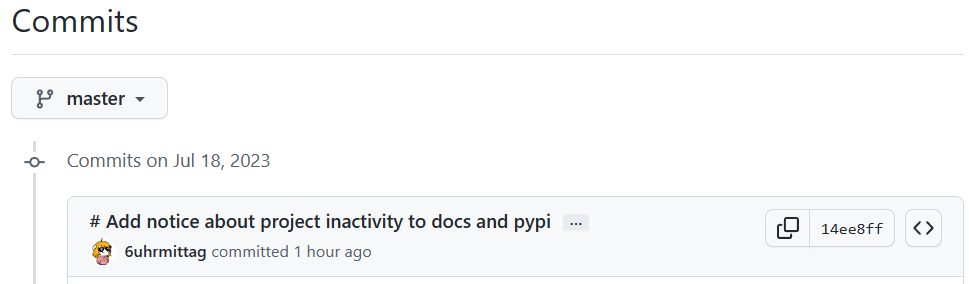 Commits
master
Commits on Jul 18, 2023
# Add notice about project inactivity to docs and pypi ...
14ee8ff
6uhrmittag committed 1 hour ago